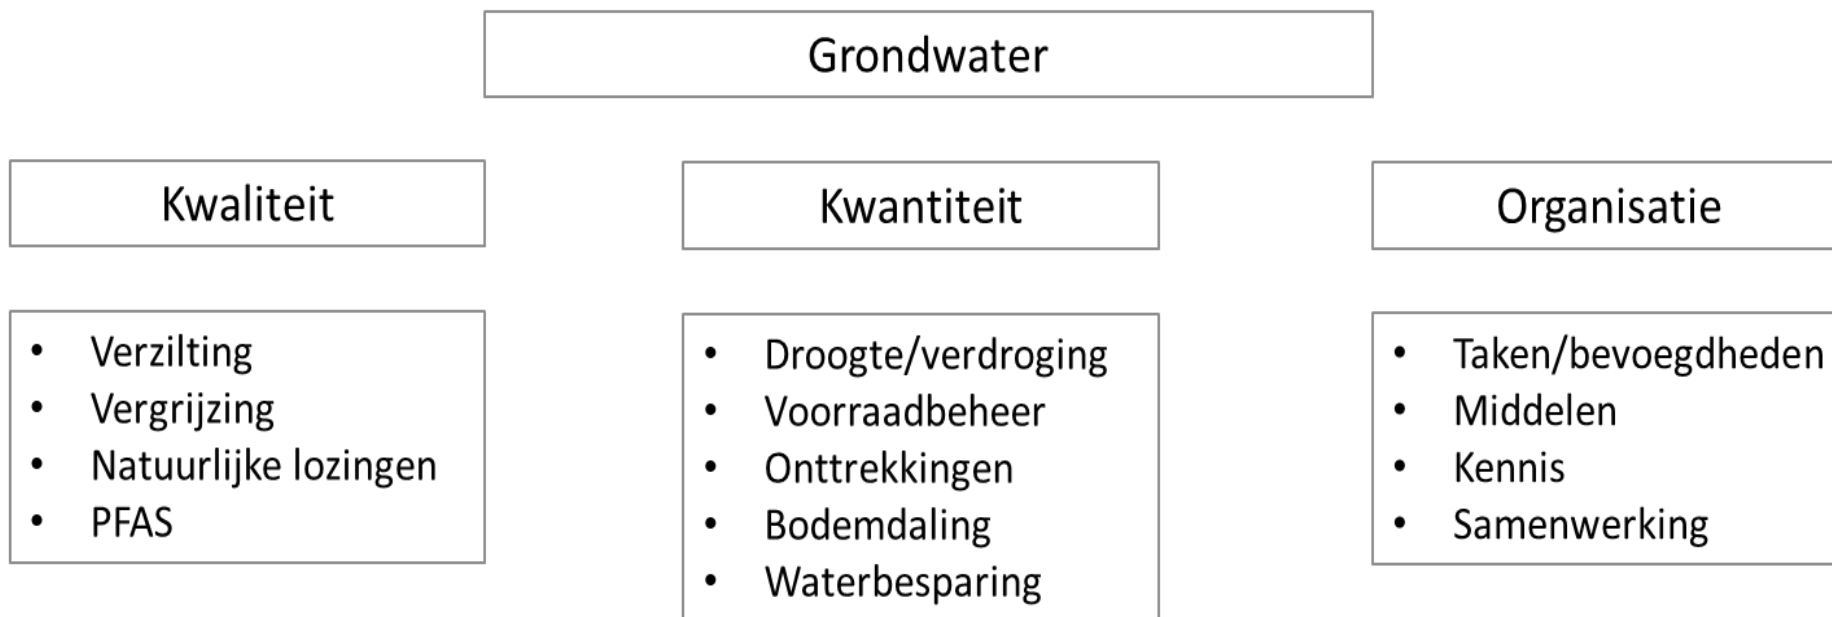 Grondwater
Kwaliteit
• Verzilting
• Vergrijzing
• Natuurlijke lozingen
• PFAS
Kwantiteit
• Droogte/verdroging
• Voorraadbeheer
• Onttrekkingen
• Bodemdaling
• Waterbesparing
Organisatie
• Taken/bevoegdheden
• Middelen
• Kennis
• Samenwerking